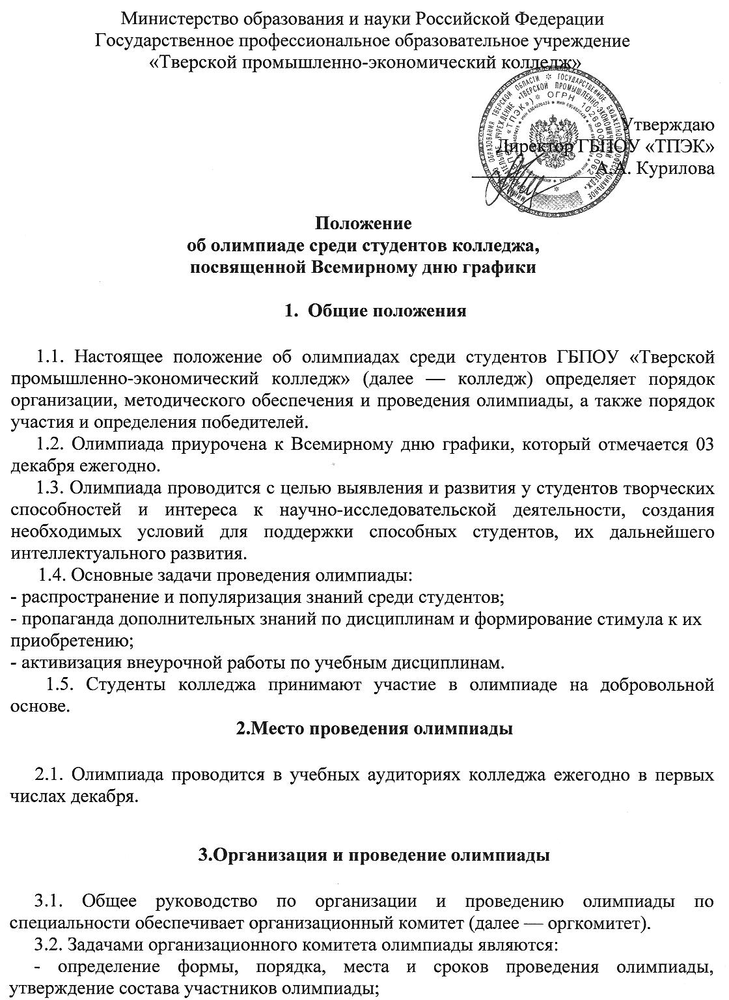 Министерство образования и науки Российской Федерации
Государственное профессиональное образовательное учреждение
«Тверской промышленно-экономический колледж»
Утверждаю
Директор ГБПОУ «ТПЭК»
А.А. Курилова
Положение
об олимпиаде среди студентов колледжа,
посвященной Всемирному дню графики
1. Общие положения
1.1. Настоящее положение об олимпиадах среди студентов ГБПОУ «Тверской
промышленно-экономический колледж» (далее — колледж) определяет порядок
организации, методического обеспечения и проведения олимпиады, а также порядок
участия и определения победителей.
1.2. Олимпиада приурочена к Всемирному дню графики, который отмечается 03
декабря ежегодно.
1.3. Олимпиада проводится с целью выявления и развития у студентов творческих
способностей и интереса к научно-исследовательской деятельности, создания
необходимых условий для поддержки способных студентов, их дальнейшего
интеллектуального развития.
1.4. Основные задачи проведения олимпиады:
- распространение и популяризация знаний среди студентов;
- пропаганда дополнительных знаний по дисциплинам и формирование стимула к их
приобретению;
- активизация внеурочной работы по учебным дисциплинам.
1.5. Студенты колледжа принимают участие в олимпиаде на добровольной
основе.
2.Место проведения олимпиады
2.1. Олимпиада проводится в учебных аудиториях колледжа ежегодно в первых
числах декабря.
3.Организация и проведение олимпиады
3.1. Общее руководство по организации и проведению олимпиады по
специальности обеспечивает организационный комитет (далее — оргкомитет).
3.2. Задачами организационного комитета олимпиады являются:
- определение формы, порядка, места и сроков проведения олимпиады,
утверждение состава участников олимпиады;